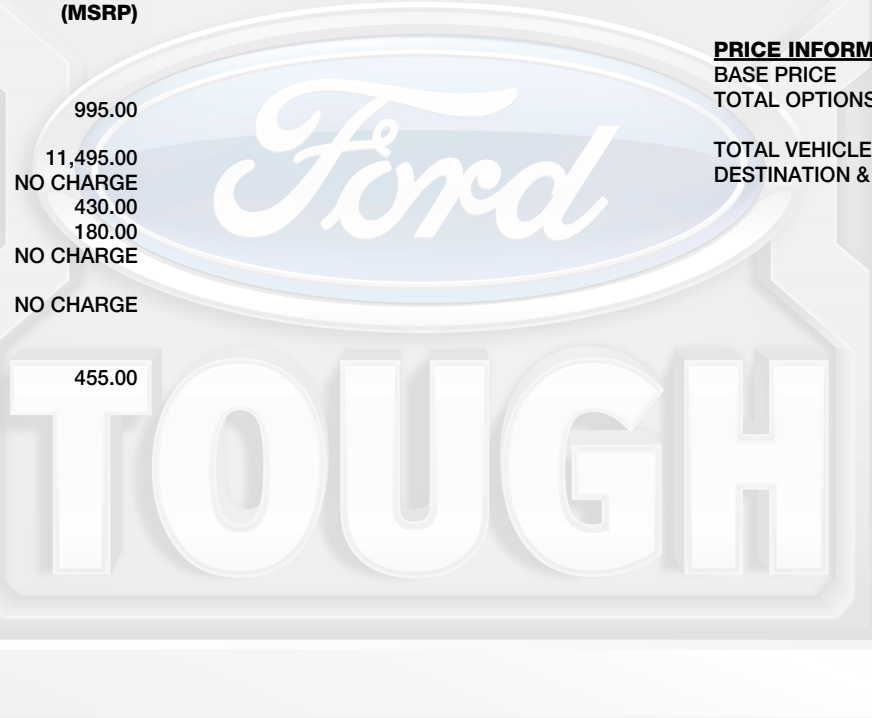 (MSRP)
995.00
11,495.00
NO CHARGE
430.00
180.00
NO CHARGE
NO CHARGE
455.00
PRICE INFORM
BASE PRICE
TOTAL OPTIONS
TOTAL VEHICLE
DESTINATION &
Ford
TOUGH